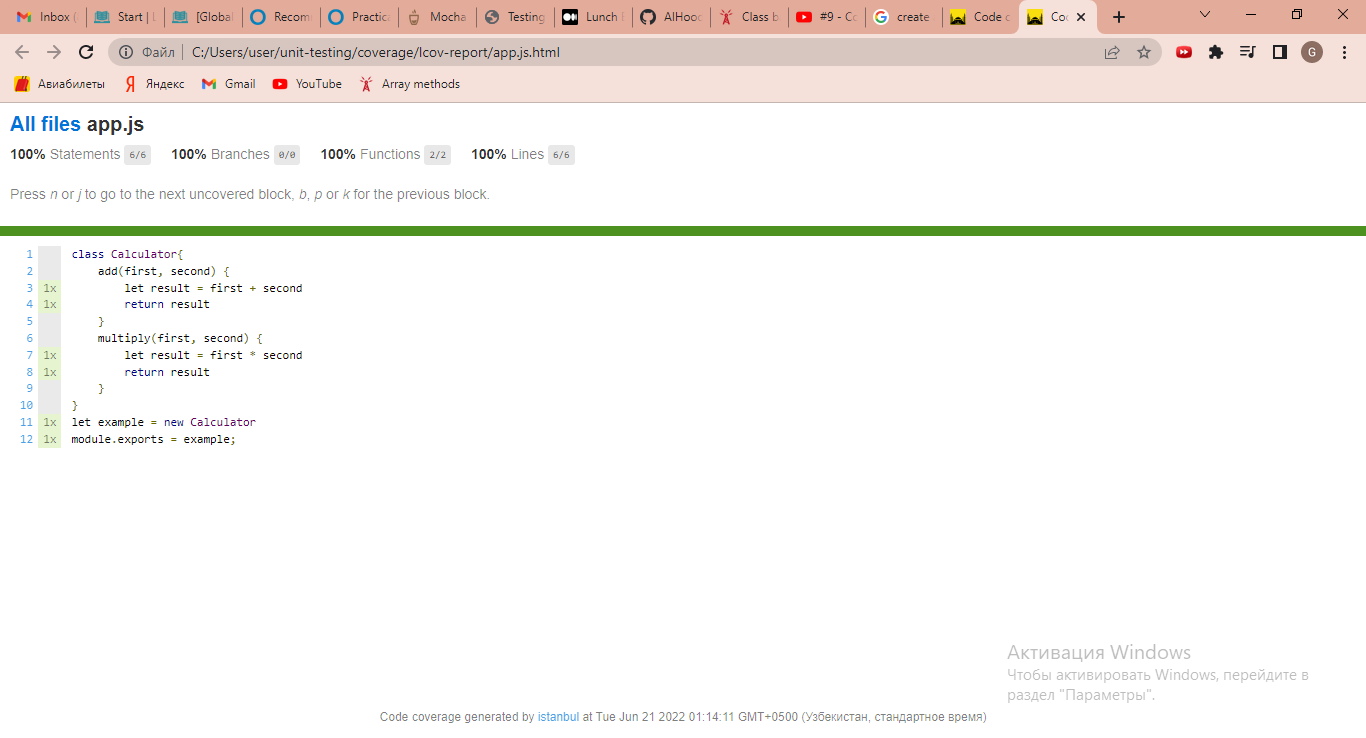 Inbox (
Start | L
[Global
Recom
Practica
Mocha
Testing
Lunch
AlHood
Class b
#9 - Co
create
Code c
Coc
Файл
C:/Users/user/unit-testing/coverage/lcov-report/app.js.html
G
Авиабилеты
Яндекс
Gmail
YouTube
Array methods
All files app.js
100% Statements 6/6 100% Branches 0/0 100% Functions 2/2 100% Lines 6/6
Press n or j to go to the next uncovered block, b, p or k for the previous block.
1 class Calculator{
2 add(first, second) {
3 1x let result = first + second
4 1x return result
5 }
6 multiply(first, second) {
7 1x let result = first * second
8 1x return result
9 }
10 }
11 1x let example = new Calculator
12 1x module.exports = example;
Активация Windows
Чтобы активировать Windows, перейдите в
раздел "Параметры".
Code coverage generated by istanbul at Tue Jun 21 2022 01:14:11 GMT+0500 (Узбекистан, стандартное время)